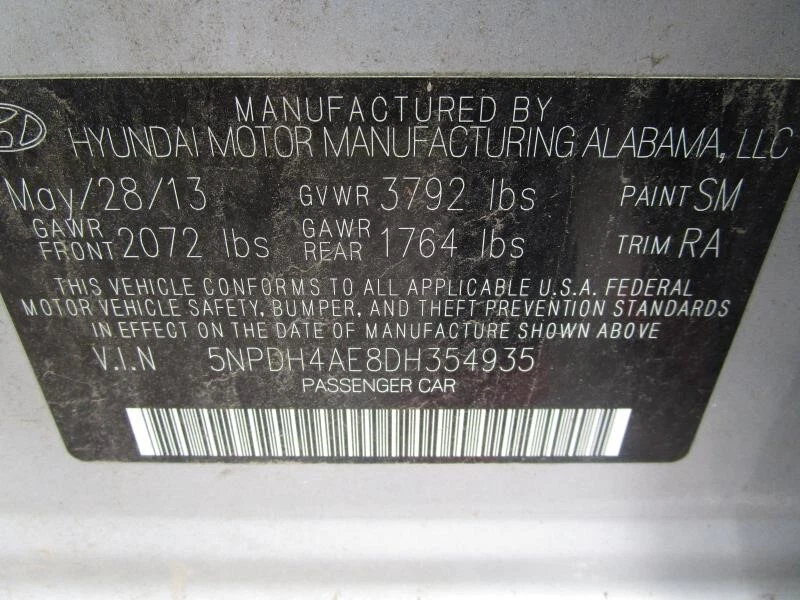 MANUFACTURED BY
HYUNDAI MOTOR MANUFACTURING ALABAMA, LLC
May/28/13 GVWR 3792 lbs PAINT SM
GAWR FRONT 2072 lbs GAWR REAR 1764 lbs TRIM RA
THIS VEHICLE CONFORMS TO ALL APPLICABLE U.S.A. FEDERAL
MOTOR VEHICLE SAFETY, BUMPER, AND THEFT PREVENTION STANDARDS
IN EFFECT ON THE DATE OF MANUFACTURE SHOWN ABOVE
V.I.N 5NPDH4AE8DH354935
PASSENGER CAR